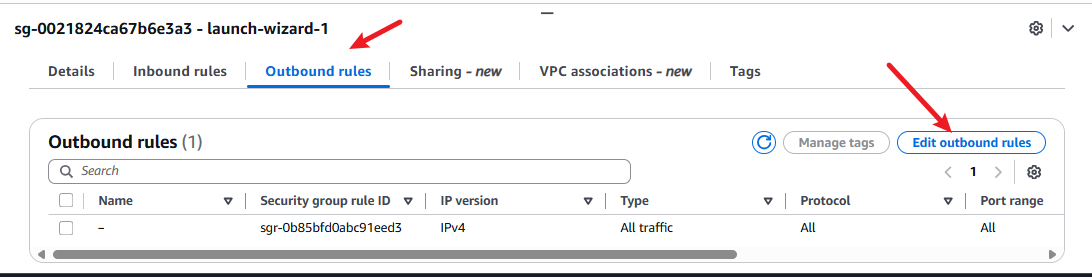 sg-0021824ca67b6e3a3 - launch-wizard-1
Details Inbound rules Outbound rules Sharing - new VPC associations - new Tags
Outbound rules (1) Manage tags Edit outbound rules
Search 1
Name Security group rule ID IP version Type Protocol Port range
– sgr-0b85bfd0abc91eed3 IPv4 All traffic All All